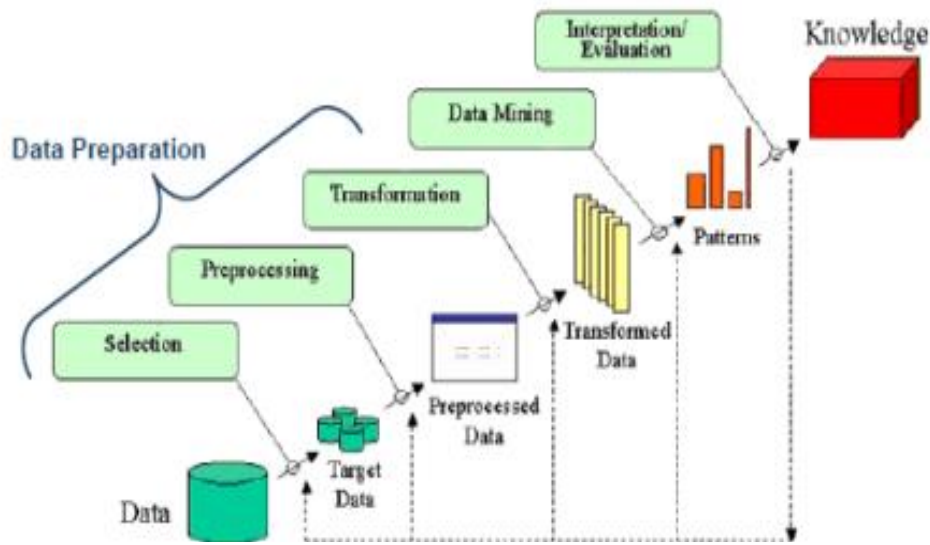 Interpretation/
Evaluation
Knowledge
Data Mining
Data Preparation
Transformation
Patterns
Preprocessing
Transformed
Data
Selection
Preprocessed
Data
Target
Data
Data